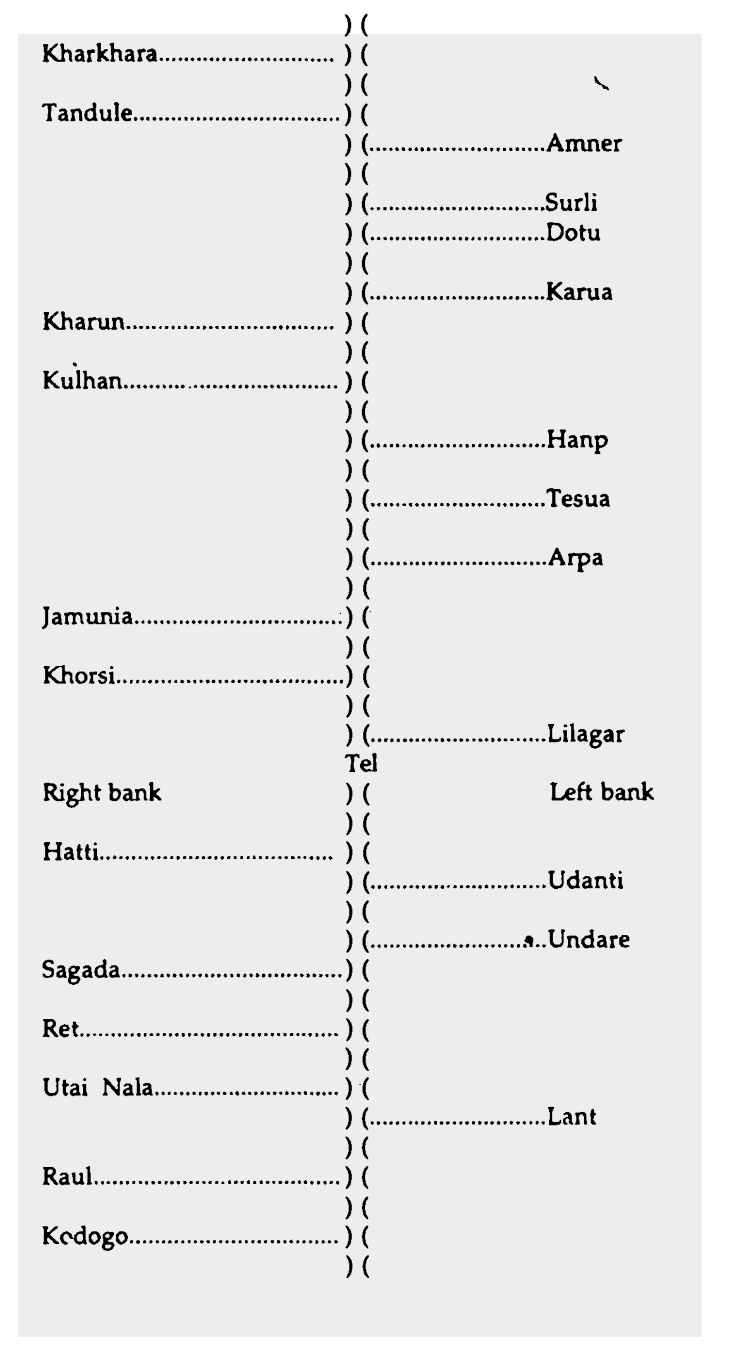 ) (
Kharkhara............................ ) (
) (
Tandule.................................) (
) (............................Amner
) (
) (............................Surli
) (............................Dotu
) (
) (............................Karua
Kharun................................. ) (
) (
Kulhan..................................) (
) (
) (............................Hanp
) (
) (............................Tesua
) (
) (............................Arpa
) (
Jamunia.................................) (
) (
Khorsi....................................) (
) (
) (............................Lilagar
Tel
Right bank ) ( Left bank
) (
Hatti..................................... ) (
) (............................Udanti
) (
) (............................Undare
Sagada...................................) (
) (
Ret......................................... ) (
) (
Utai Nala............................. ) (
) (............................Lant
) (
Raul.......................................) (
) (
Kodogo................................. ) (
) (